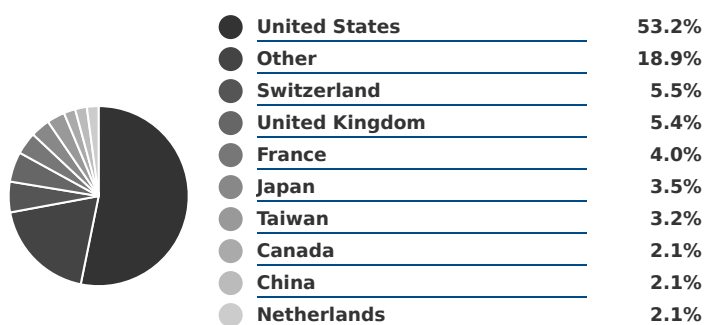 United States 53.2%
Other 18.9%
Switzerland 5.5%
United Kingdom 5.4%
France 4.0%
Japan 3.5%
Taiwan 3.2%
Canada 2.1%
China 2.1%
Netherlands 2.1%